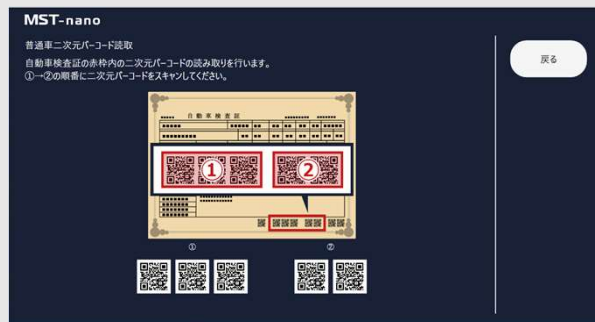 MST-nano
普通車二次元バーコード読取
戻る
自動車検査証の赤枠内の二次元バーコードの読み取りを行います。
①→②の順番に二次元バーコードをスキャンしてください。
自動車検査証
① ②
① ②